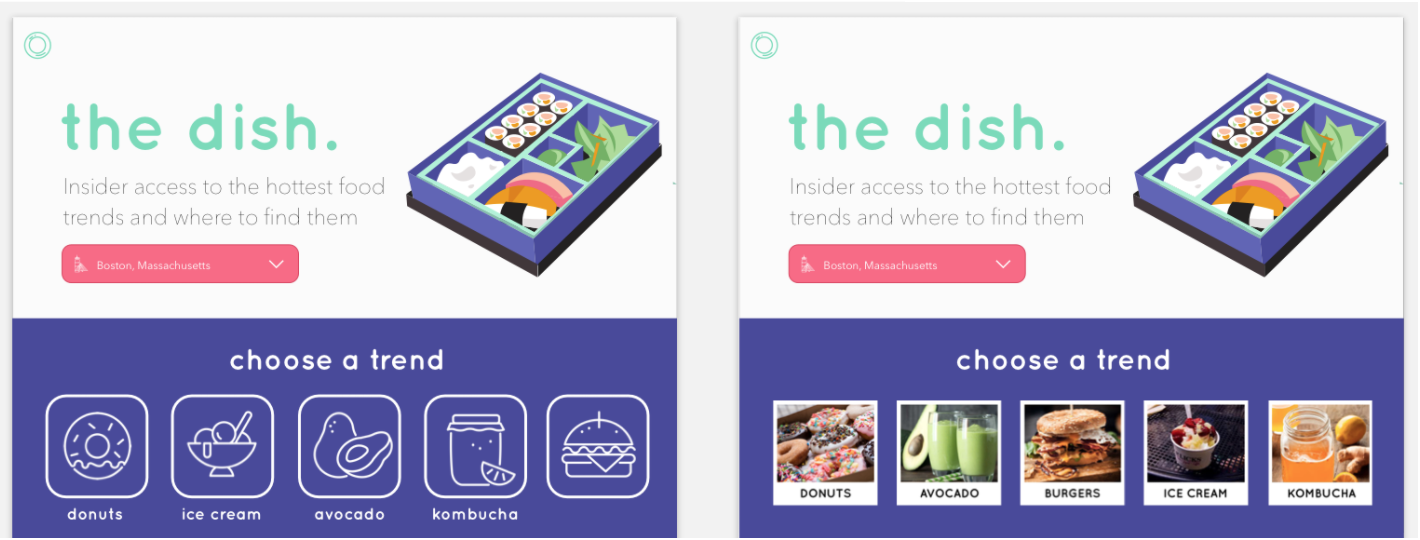 the dish.
Insider access to the hottest food
trends and where to find them
Boston, Massachusetts
choose a trend
donuts
ice cream
avocado
kombucha
the dish.
Insider access to the hottest food
trends and where to find them
Boston, Massachusetts
choose a trend
DONUTS
AVOCADO
BURGERS
ICE CREAM
KOMBUCHA